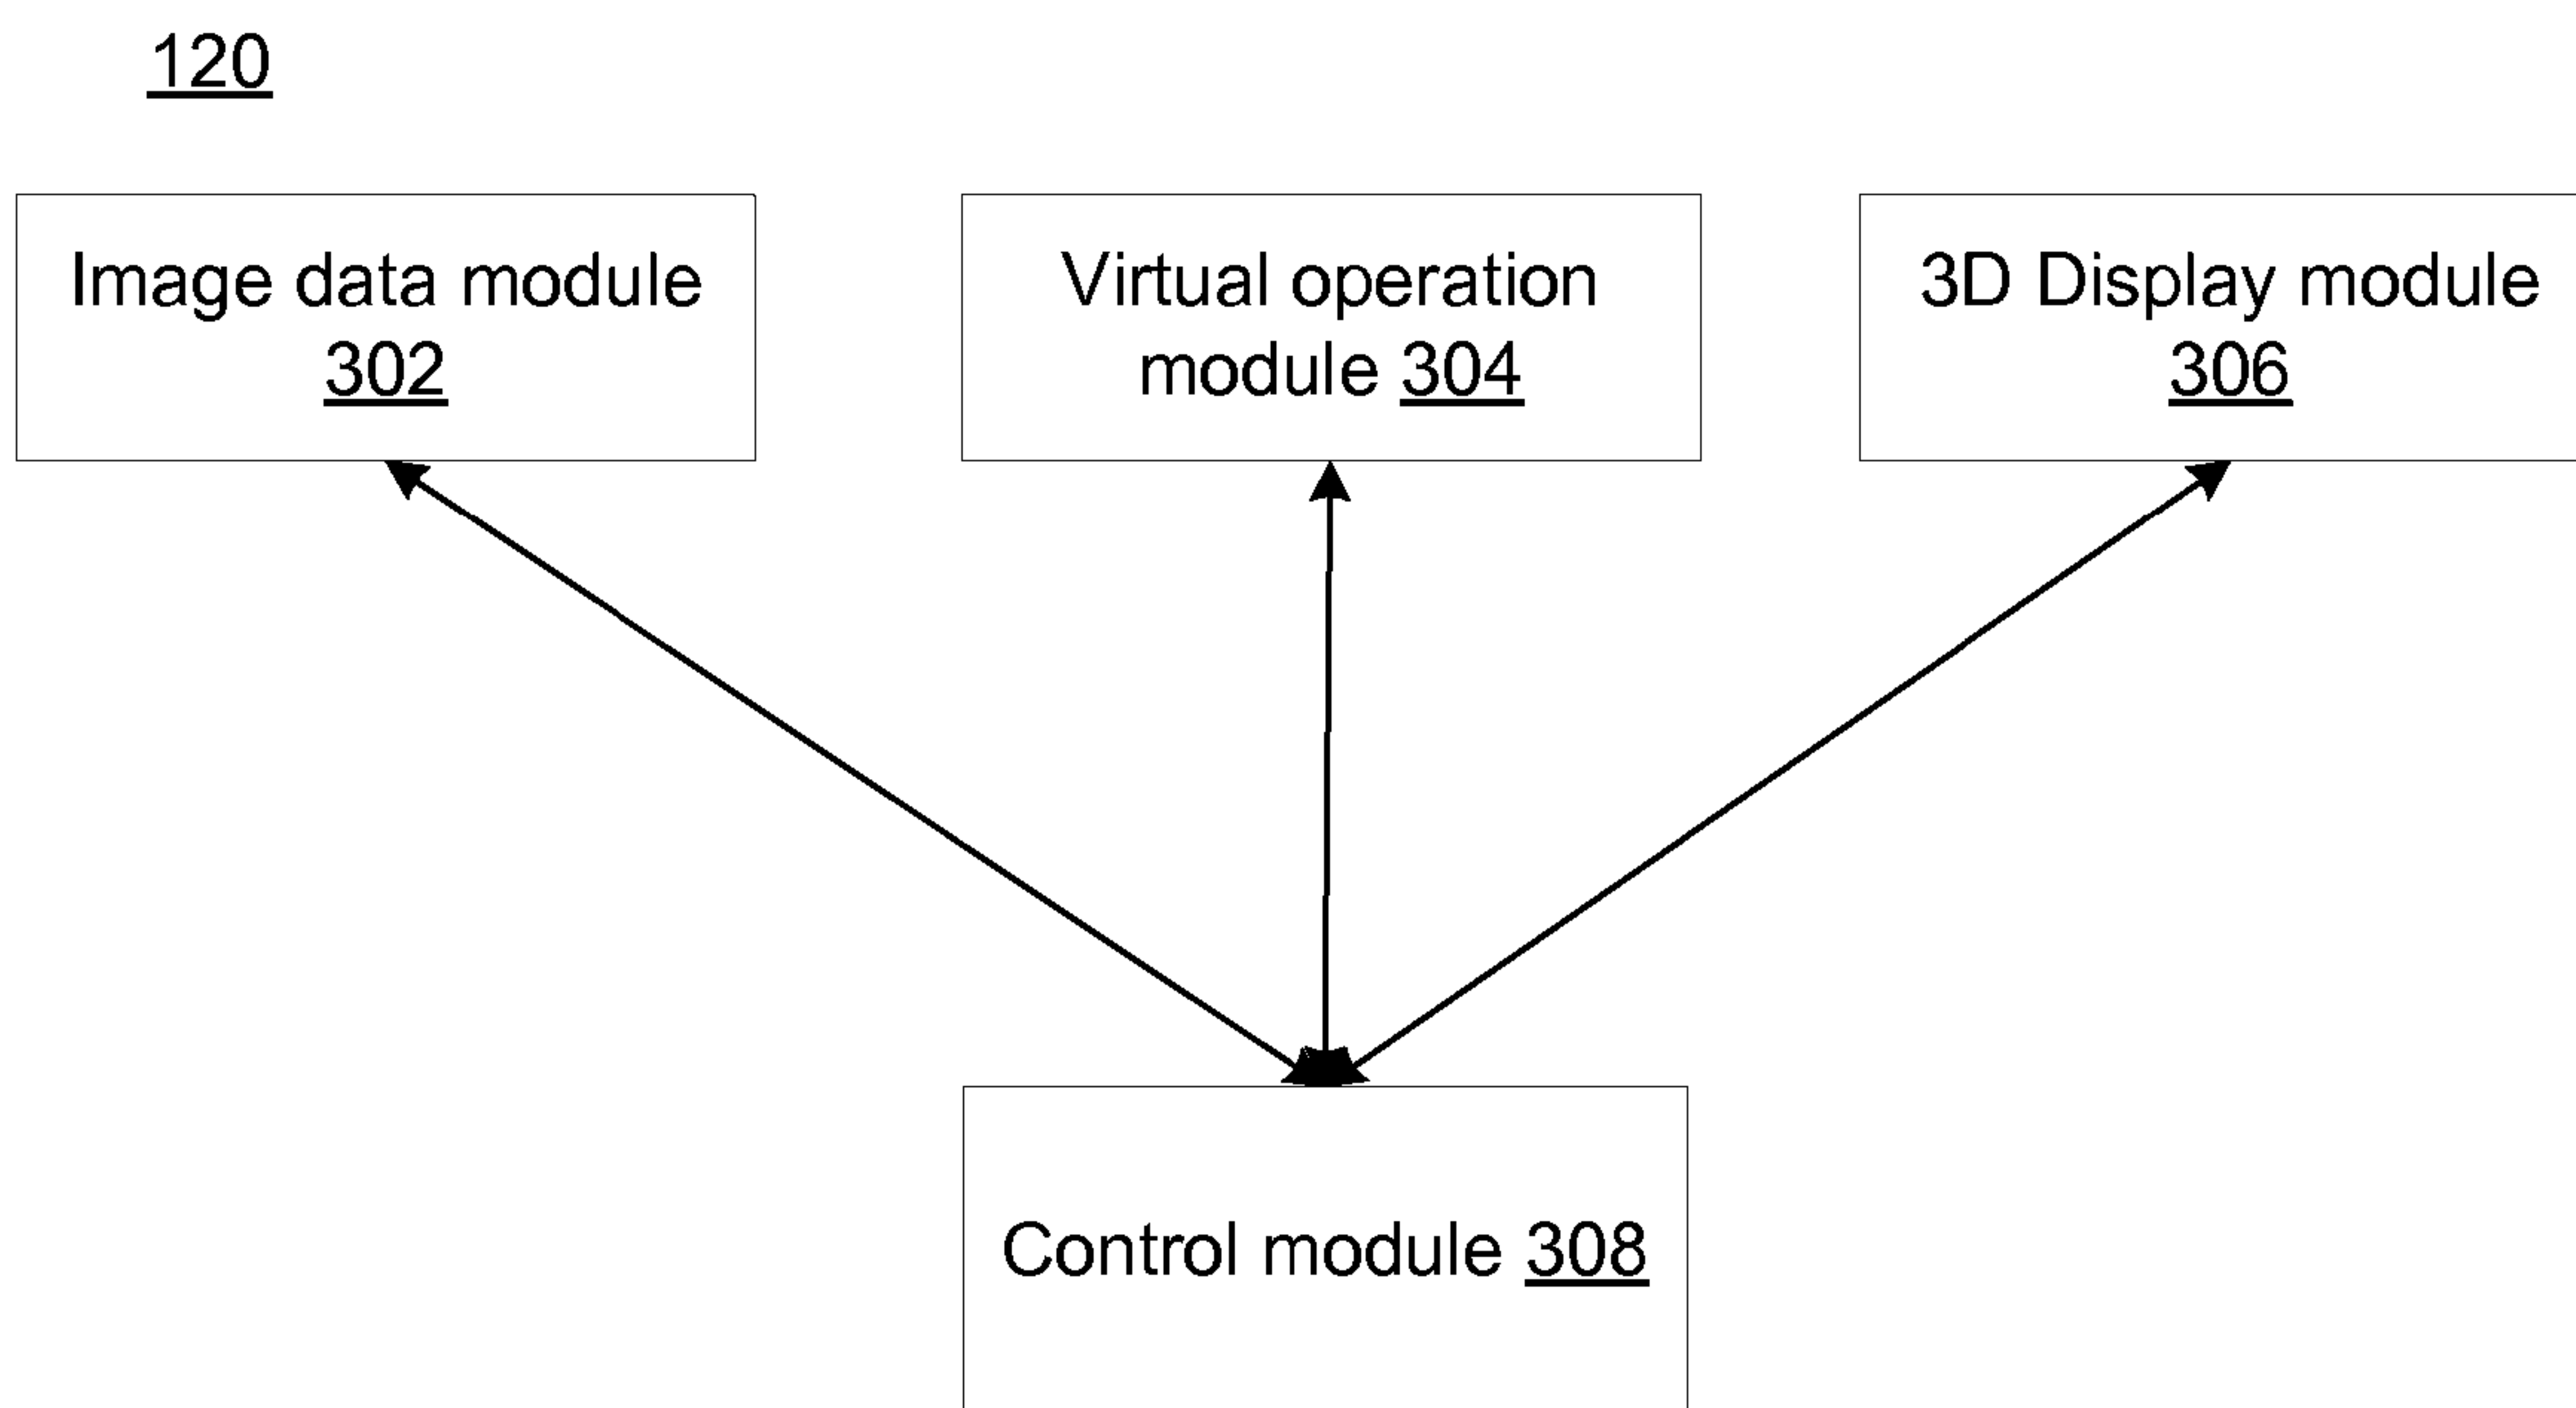 120
Image data module
302
Virtual operation
module 304
3D Display module
306
Control module 308